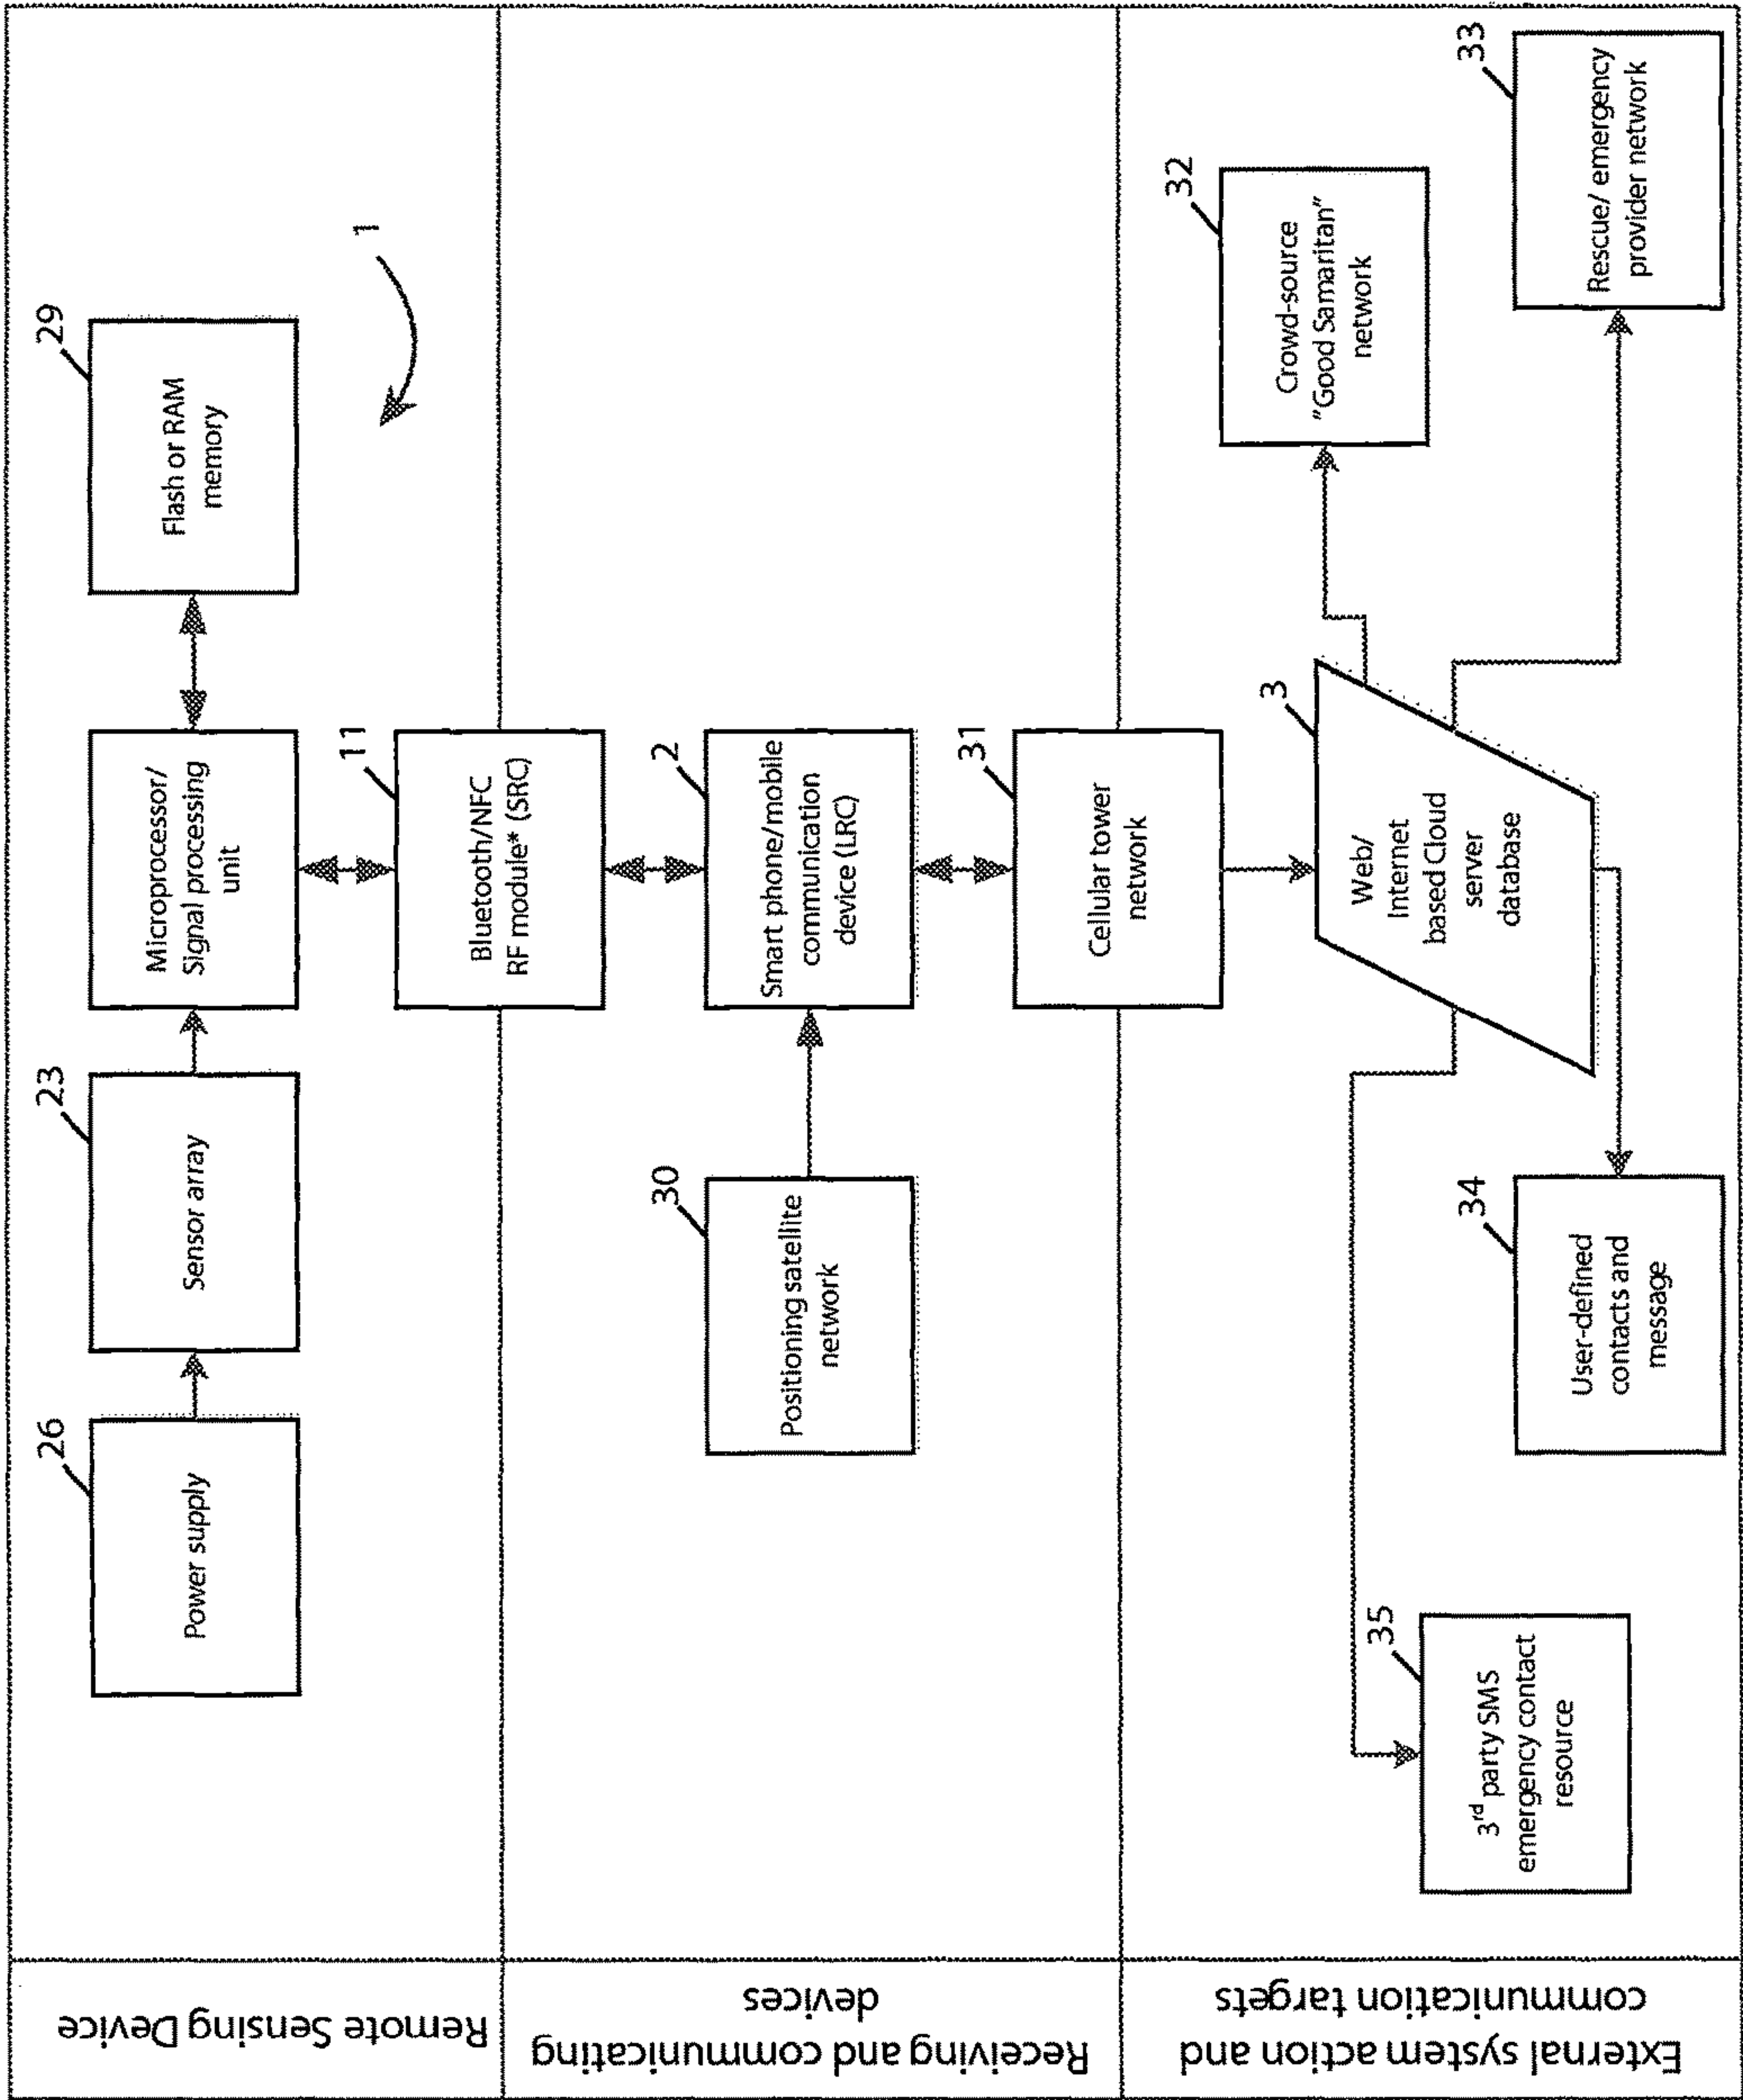 Remote Sensing Device
26
Power supply
23
Sensor array
Microprocessor/
Signal processing
unit
29
Flash or RAM
memory
1
11
Bluetooth/NFC
RF module* (SRC)
Receiving and communicating
devices
30
Positioning satellite
network
2
Smart phone/mobile
communication
device (LRC)
31
Cellular tower
network
External system action and
communication targets
35
3rd party SMS
emergency contact
resource
34
User-defined
contacts and
message
3
Web/
Internet
based Cloud
server
database
32
Crowd-source
"Good Samaritan"
network
33
Rescue/ emergency
provider network